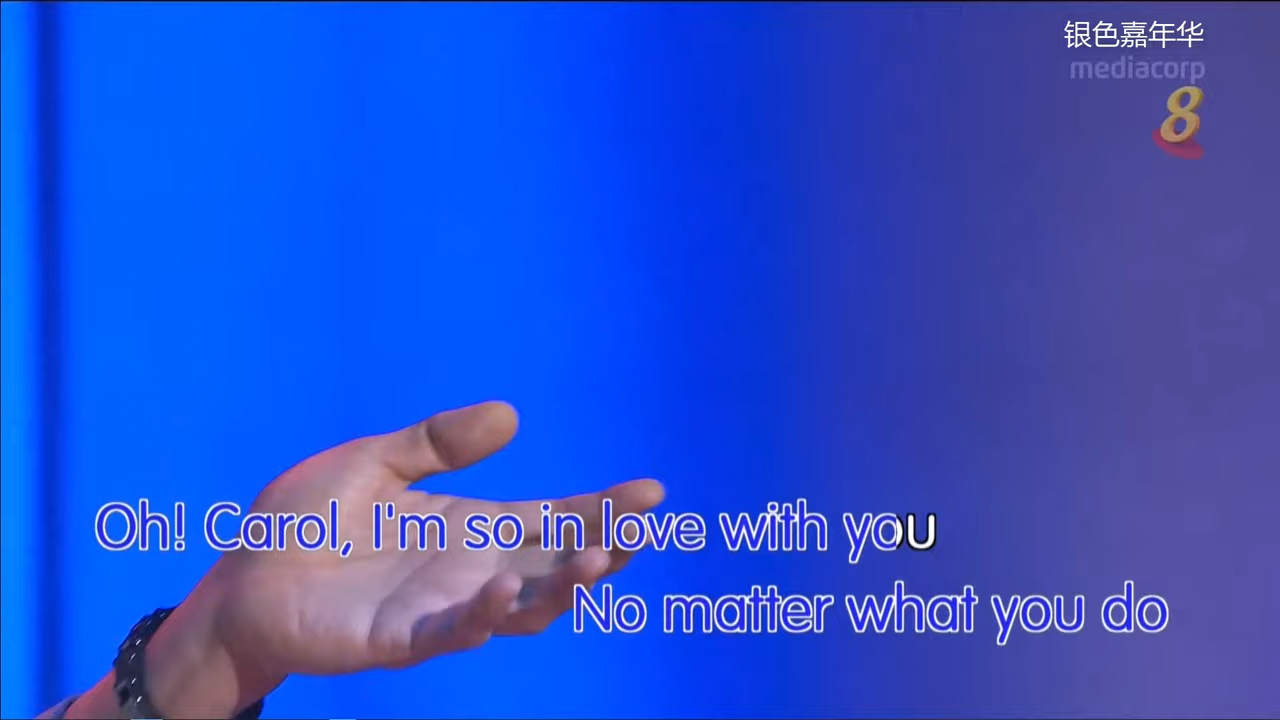 银色嘉年华
mediacorp
8
Oh! Carol, I'm so in love with you
No matter what you do